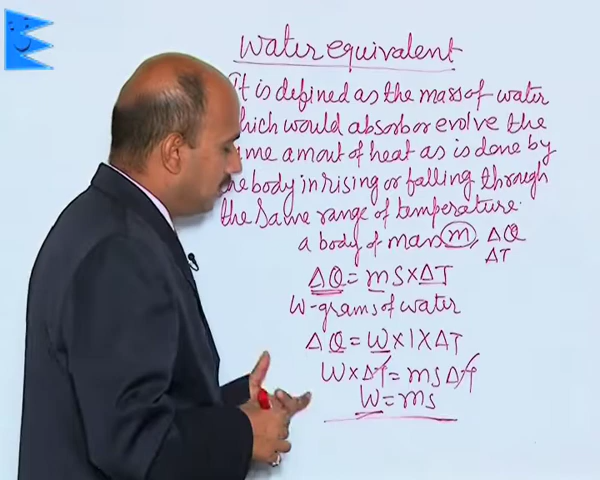 Water equivalent
It is defined as the mass of water
which would absorb or evolve the
same amout of heat as is done by
the body in rising or falling through
the same range of temperature.
a body of mass m, ΔQ
ΔT
ΔQ = ms × ΔT
W-grams of water
ΔQ = W × 1 × ΔT
W × ΔT = ms ΔT
W = ms